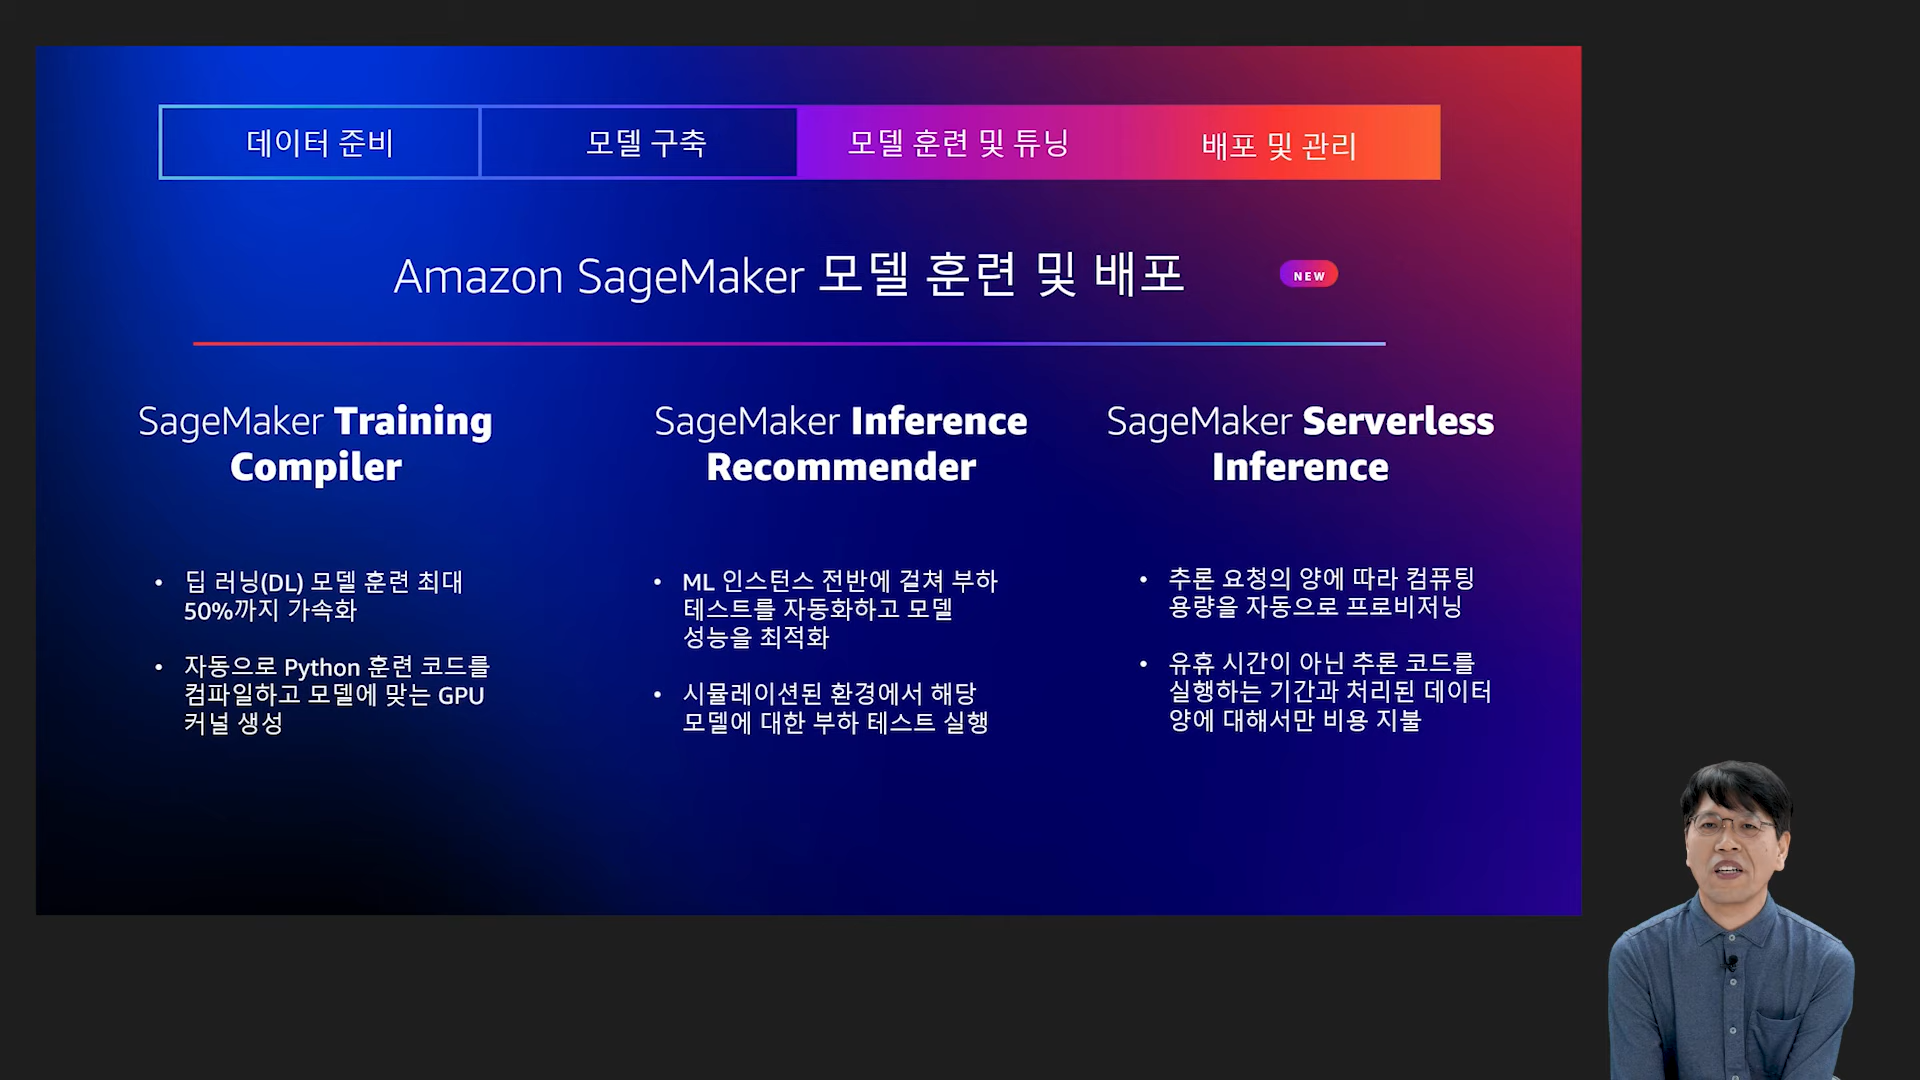 데이터 준비
모델 구축
모델 훈련 및 튜닝
배포 및 관리
Amazon SageMaker 모델 훈련 및 배포
NEW
SageMaker Training
Compiler
• 딥 러닝(DL) 모델 훈련 최대
50%까지 가속화
• 자동으로 Python 훈련 코드를
컴파일하고 모델에 맞는 GPU
커널 생성
SageMaker Inference
Recommender
• ML 인스턴스 전반에 걸쳐 부하
테스트를 자동화하고 모델
성능을 최적화
• 시뮬레이션된 환경에서 해당
모델에 대한 부하 테스트 실행
SageMaker Serverless
Inference
• 추론 요청의 양에 따라 컴퓨팅
용량을 자동으로 프로비저닝
• 유휴 시간이 아닌 추론 코드를
실행하는 기간과 처리된 데이터
양에 대해서만 비용 지불